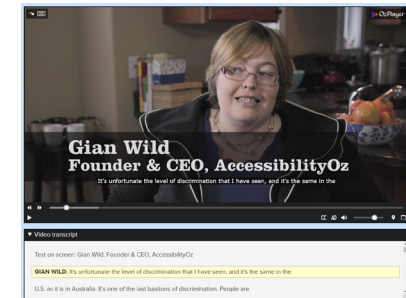 OzPlayer
Gian Wild
Founder & CEO, AccessibilityOz
It's unfortunate the level of discrimination that I have seen, and it's the same in the
CC AD
▼ Video transcript
Text on screen: Gian Wild. Founder & CEO, AccessibilityOz
GIAN WILD: It's unfortunate the level of discrimination that I have seen, and it's the same in the
U.S. as it is in Australia. It's one of the last bastions of discrimination. People are